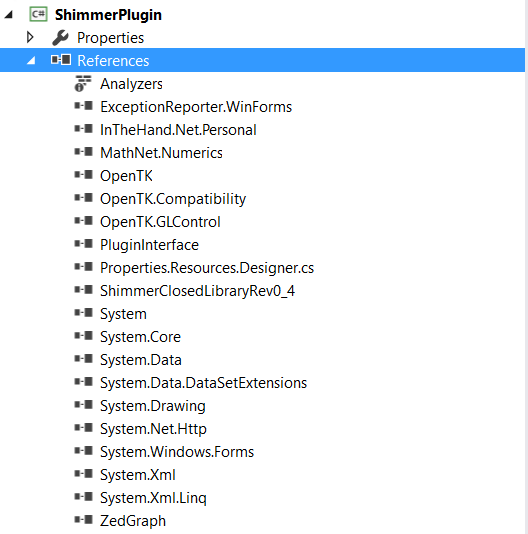 C# ShimmerPlugin
Properties
References
Analyzers
ExceptionReporter.WinForms
InTheHand.Net.Personal
MathNet.Numerics
OpenTK
OpenTK.Compatibility
OpenTK.GLControl
PluginInterface
Properties.Resources.Designer.cs
ShimmerClosedLibraryRev0_4
System
System.Core
System.Data
System.Data.DataSetExtensions
System.Drawing
System.Net.Http
System.Windows.Forms
System.Xml
System.Xml.Linq
ZedGraph